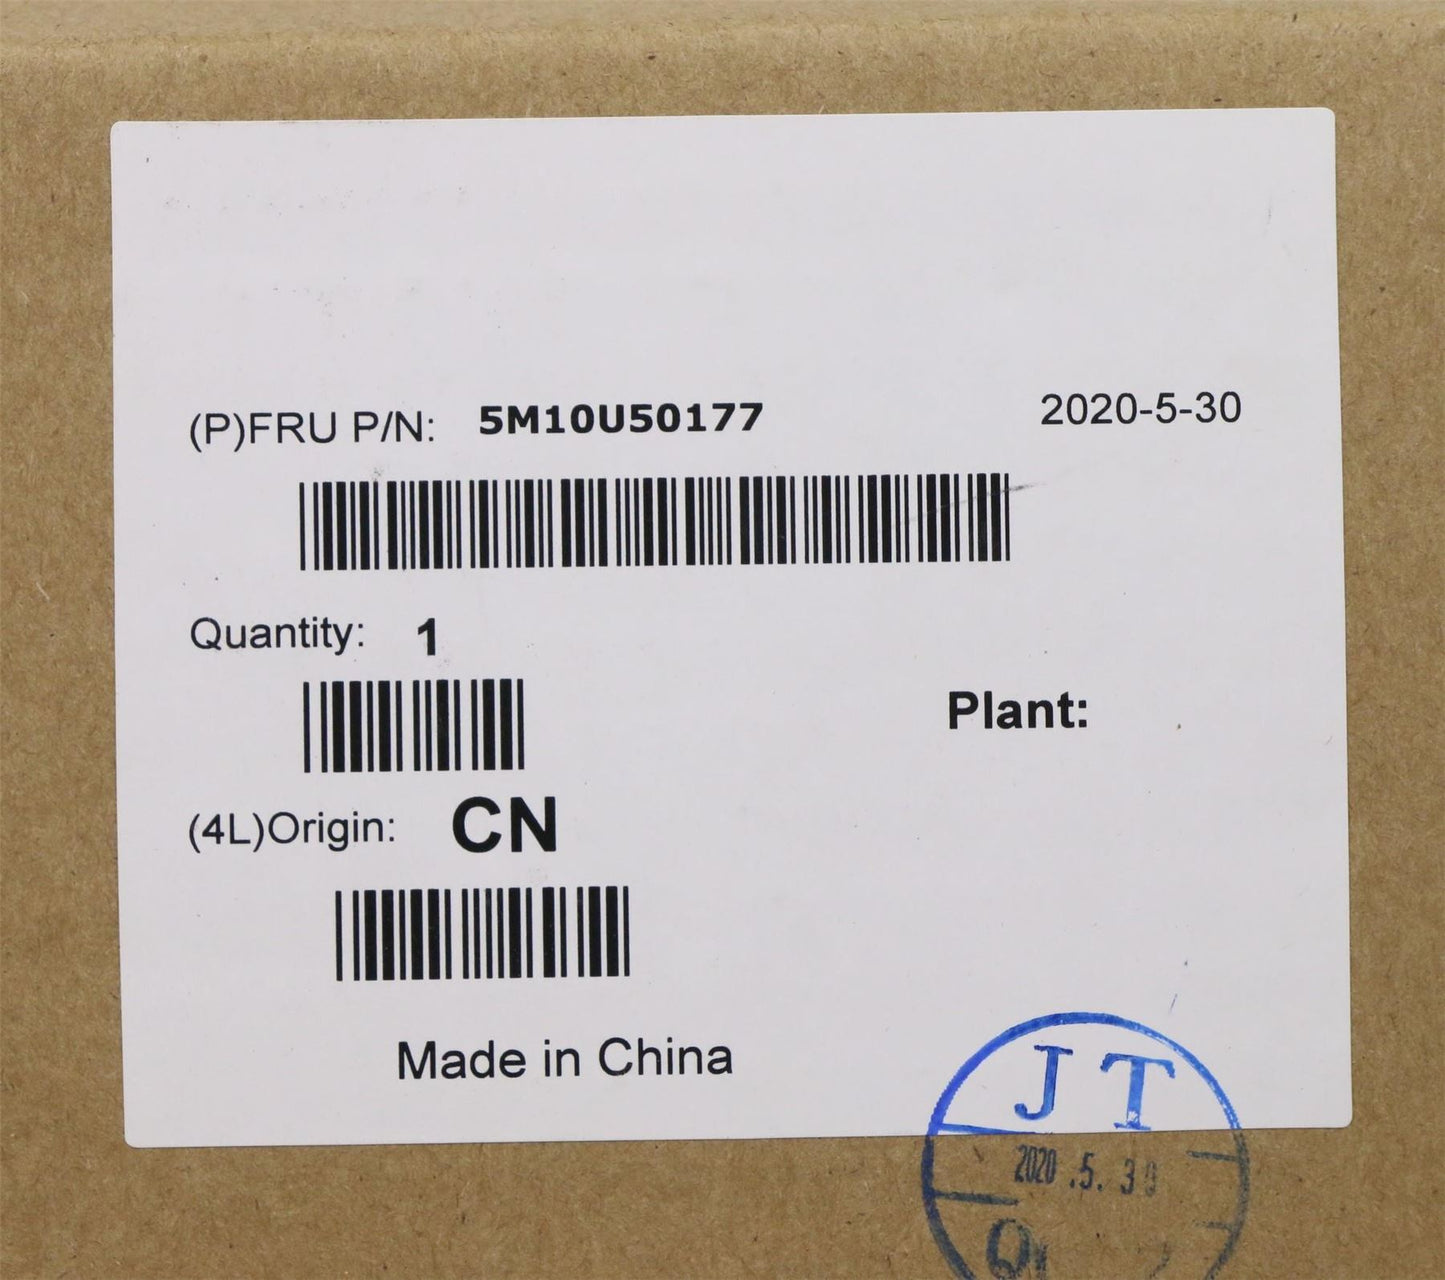 (P)FRU P/N: 5M10U50177 2020-5-30
Quantity: 1
Plant:
(4L)Origin: CN
Made in China
JT
2020.5.30